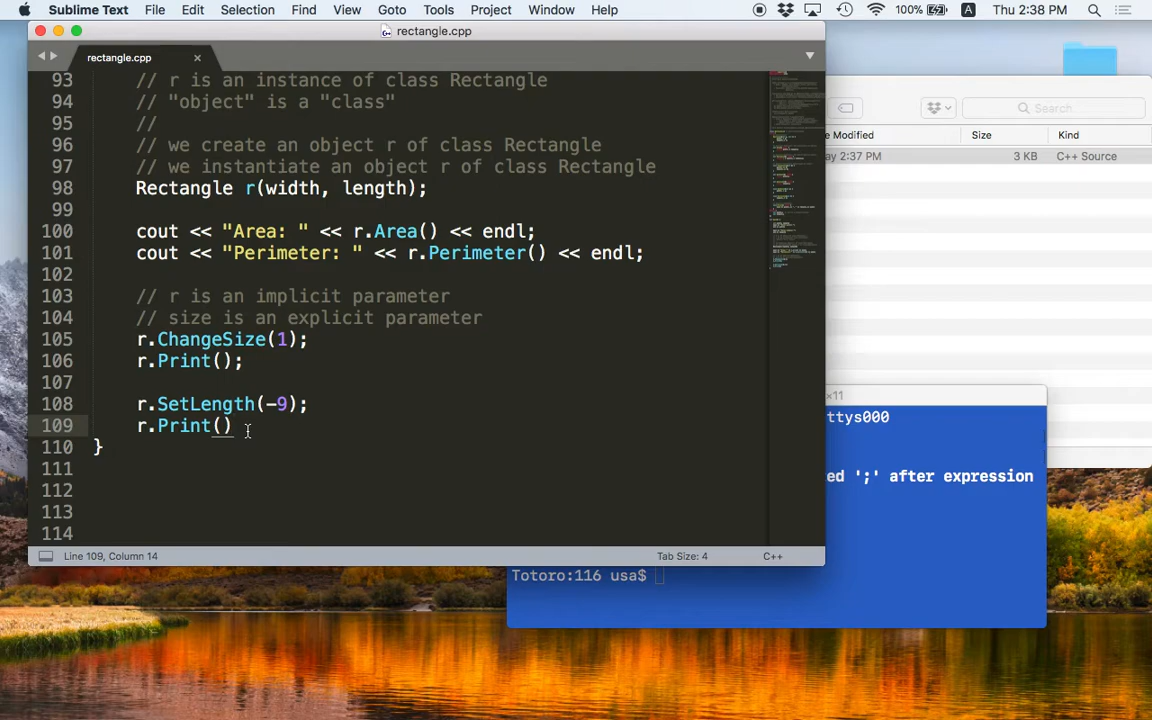 Sublime Text File Edit Selection Find View Goto Tools Project Window Help 100% A Thu 2:38 PM
rectangle.cpp
rectangle.cpp
93 // r is an instance of class Rectangle
94 // "object" is a "class"
95 //
96 // we create an object r of class Rectangle
97 // we instantiate an object r of class Rectangle
98 Rectangle r(width, length);
99
100 cout << "Area: " << r.Area() << endl;
101 cout << "Perimeter: " << r.Perimeter() << endl;
102
103 // r is an implicit parameter
104 // size is an explicit parameter
105 r.ChangeSize(1);
106 r.Print();
107
108 r.SetLength(-9);
109 r.Print()
110 }
111
112
113
114
Line 109, Column 14 Tab Size: 4 C++
Search
Modified Size Kind
2:37 PM 3 KB C++ Source
×11
ttys000
ed ';' after expression
Totoro:116 usa$